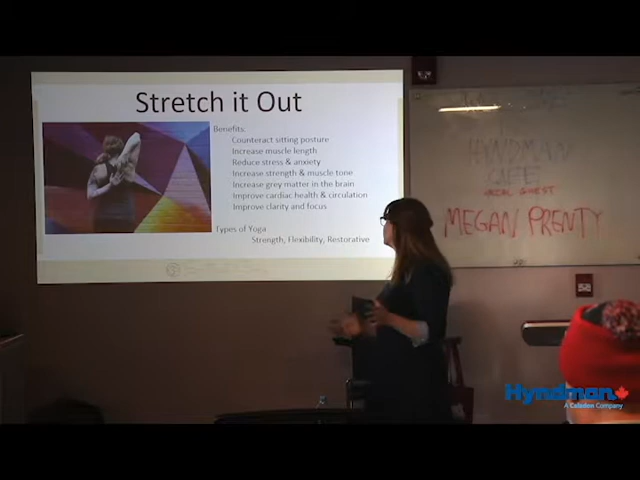 Stretch it Out
Benefits:
Counteract sitting posture
Increase muscle length
Reduce stress & anxiety
Increase strength & muscle tone
Increase grey matter in the brain
Improve cardiac health & circulation
Improve clarity and focus
Types of Yoga
Strength, Flexibility, Restorative
HYNDMAN
CAFE
SPECIAL GUEST
MEGAN PRENTY
Hyndman
A Calsden Company